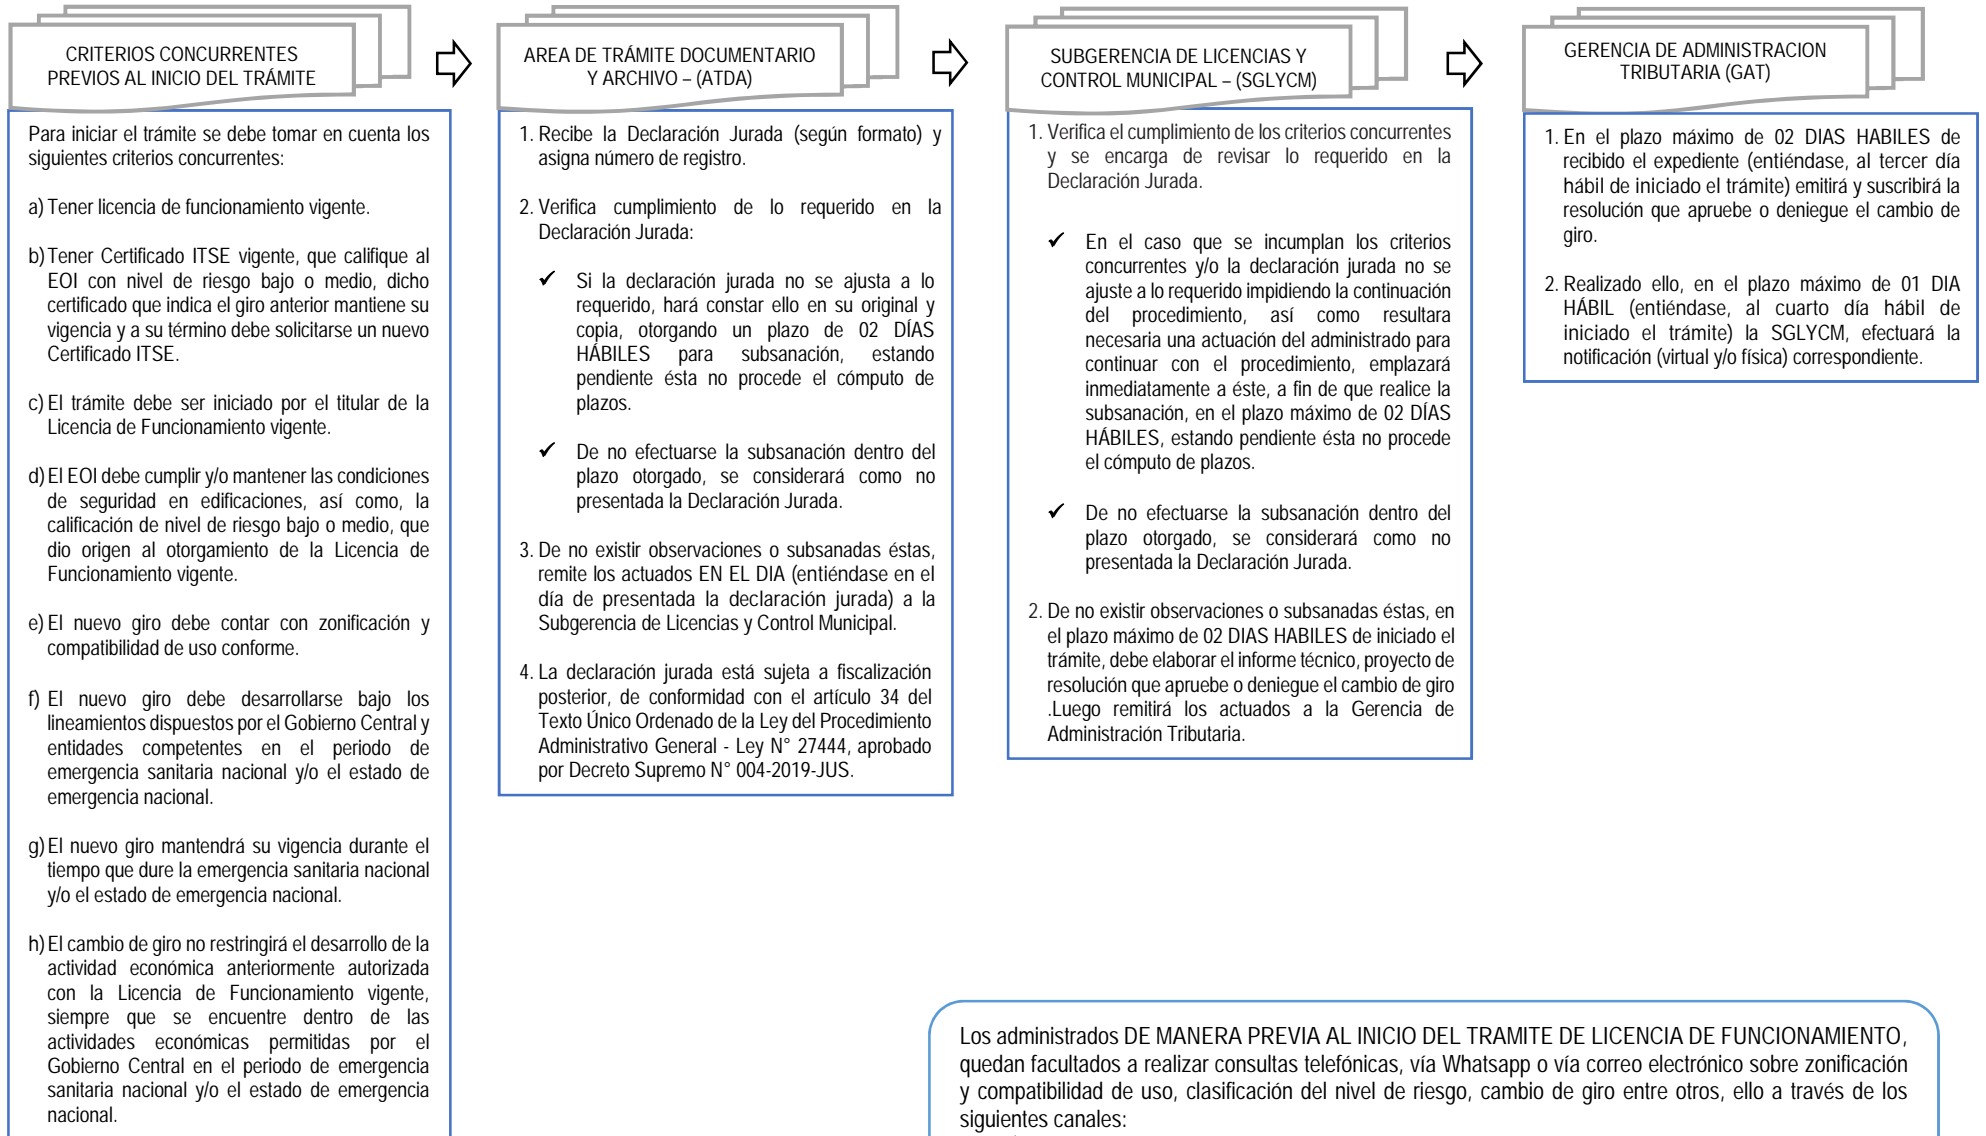 CRITERIOS CONCURRENTES
PREVIOS AL INICIO DEL TRÁMITE
Para iniciar el trámite se debe tomar en cuenta los
siguientes criterios concurrentes:
a) Tener licencia de funcionamiento vigente.
b) Tener Certificado ITSE vigente, que califique al
EOI con nivel de riesgo bajo o medio, dicho
certificado que indica el giro anterior mantiene su
vigencia y a su término debe solicitarse un nuevo
Certificado ITSE.
c) El trámite debe ser iniciado por el titular de la
Licencia de Funcionamiento vigente.
d) El EOI debe cumplir y/o mantener las condiciones
de seguridad en edificaciones, así como, la
calificación de nivel de riesgo bajo o medio, que
dio origen al otorgamiento de la Licencia de
Funcionamiento vigente.
e) El nuevo giro debe contar con zonificación y
compatibilidad de uso conforme.
f) El nuevo giro debe desarrollarse bajo los
lineamientos dispuestos por el Gobierno Central y
entidades competentes en el periodo de
emergencia sanitaria nacional y/o el estado de
emergencia nacional.
g) El nuevo giro mantendrá su vigencia durante el
tiempo que dure la emergencia sanitaria nacional
y/o el estado de emergencia nacional.
h) El cambio de giro no restringirá el desarrollo de la
actividad económica anteriormente autorizada
con la Licencia de Funcionamiento vigente,
siempre que se encuentre dentro de las
actividades económicas permitidas por el
Gobierno Central en el periodo de emergencia
sanitaria nacional y/o el estado de emergencia
nacional.
AREA DE TRÁMITE DOCUMENTARIO
Y ARCHIVO – (ATDA)
1. Recibe la Declaración Jurada (según formato) y
asigna número de registro.
2. Verifica cumplimiento de lo requerido en la
Declaración Jurada:
✓ Si la declaración jurada no se ajusta a lo
requerido, hará constar ello en su original y
copia, otorgando un plazo de 02 DÍAS
HÁBILES para subsanación, estando
pendiente ésta no procede el cómputo de
plazos.
✓ De no efectuarse la subsanación dentro del
plazo otorgado, se considerará como no
presentada la Declaración Jurada.
3. De no existir observaciones o subsanadas éstas,
remite los actuados EN EL DIA (entiéndase en el
día de presentada la declaración jurada) a la
Subgerencia de Licencias y Control Municipal.
4. La declaración jurada está sujeta a fiscalización
posterior, de conformidad con el artículo 34 del
Texto Único Ordenado de la Ley del Procedimiento
Administrativo General - Ley N° 27444, aprobado
por Decreto Supremo N° 004-2019-JUS.
SUBGERENCIA DE LICENCIAS Y
CONTROL MUNICIPAL – (SGLYCM)
1. Verifica el cumplimiento de los criterios concurrentes
y se encarga de revisar lo requerido en la
Declaración Jurada.
✓ En el caso que se incumplan los criterios
concurrentes y/o la declaración jurada no se
ajuste a lo requerido impidiendo la continuación
del procedimiento, así como resultara
necesaria una actuación del administrado para
continuar con el procedimiento, emplazará
inmediatamente a éste, a fin de que realice la
subsanación, en el plazo máximo de 02 DÍAS
HÁBILES, estando pendiente ésta no procede
el cómputo de plazos.
✓ De no efectuarse la subsanación dentro del
plazo otorgado, se considerará como no
presentada la Declaración Jurada.
2. De no existir observaciones o subsanadas éstas, en
el plazo máximo de 02 DIAS HABILES de iniciado el
trámite, debe elaborar el informe técnico, proyecto de
resolución que apruebe o deniegue el cambio de giro
.Luego remitirá los actuados a la Gerencia de
Administración Tributaria.
GERENCIA DE ADMINISTRACION
TRIBUTARIA (GAT)
1. En el plazo máximo de 02 DIAS HABILES de
recibido el expediente (entiéndase, al tercer día
hábil de iniciado el trámite) emitirá y suscribirá la
resolución que apruebe o deniegue el cambio de
giro.
2. Realizado ello, en el plazo máximo de 01 DIA
HÁBIL (entiéndase, al cuarto día hábil de
iniciado el trámite) la SGLYCM, efectuará la
notificación (virtual y/o física) correspondiente.
Los administrados DE MANERA PREVIA AL INICIO DEL TRAMITE DE LICENCIA DE FUNCIONAMIENTO,
quedan facultados a realizar consultas telefónicas, vía Whatsapp o vía correo electrónico sobre zonificación
y compatibilidad de uso, clasificación del nivel de riesgo, cambio de giro entre otros, ello a través de los
siguientes canales: